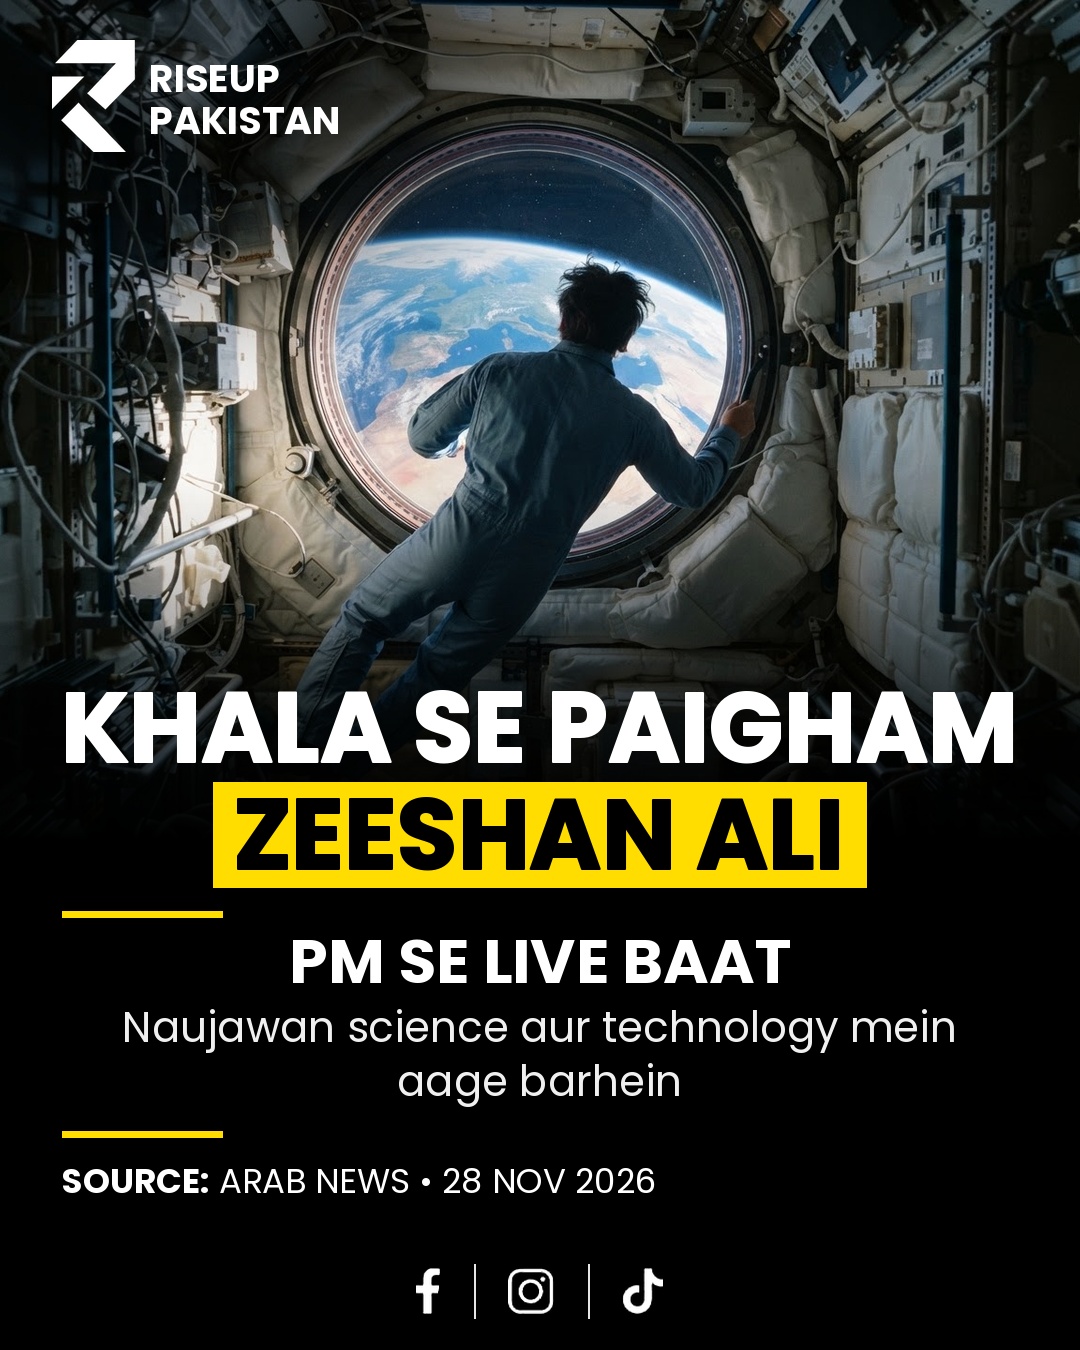 RISEUP
PAKISTAN
KHALA SE PAIGHAM
ZEESHAN ALI
PM SE LIVE BAAT
Naujawan science aur technology mein
aage barhein
SOURCE: ARAB NEWS • 28 NOV 2026